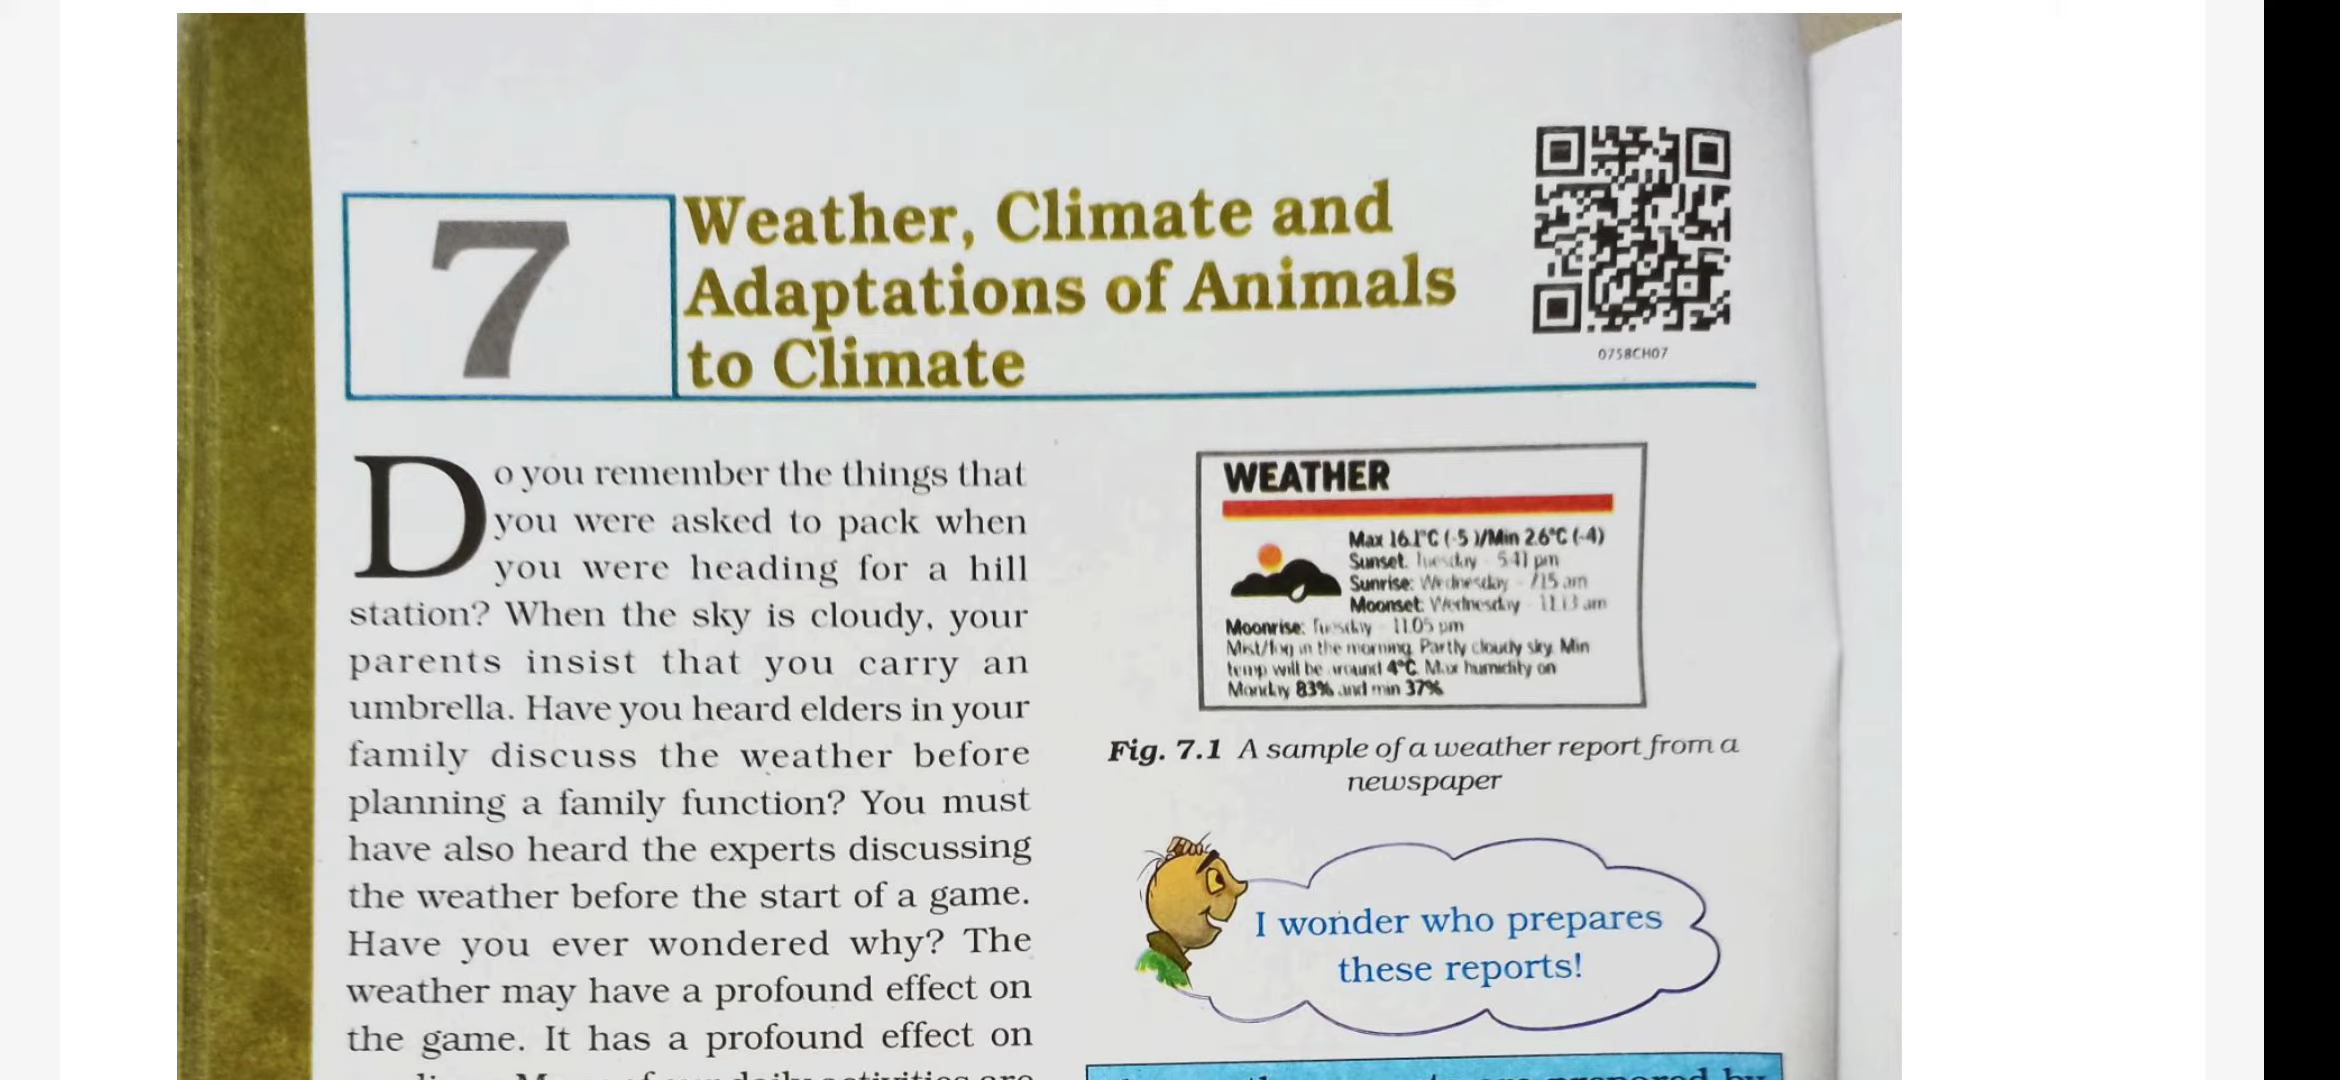 7
Weather, Climate and
Adaptations of Animals
to Climate
0758CH07
Do you remember the things that
you were asked to pack when
you were heading for a hill
station? When the sky is cloudy, your
parents insist that you carry an
umbrella. Have you heard elders in your
family discuss the weather before
planning a family function? You must
have also heard the experts discussing
the weather before the start of a game.
Have you ever wondered why? The
weather may have a profound effect on
the game. It has a profound effect on
WEATHER
Max 16.1°C (-5)/Min 2.6°C (-4)
Sunset. Tuesday - 5.41 pm
Sunrise: Wednesday - 7.15 am
Moonset: Wednesday - 11.13 am
Moonrise: Tuesday - 11.05 pm
Mist/fog in the morning. Partly cloudy sky. Min
temp will be around 4°C. Max humidity on
Monday 83% and min 37%
Fig. 7.1 A sample of a weather report from a
newspaper
I wonder who prepares
these reports!
prepared by